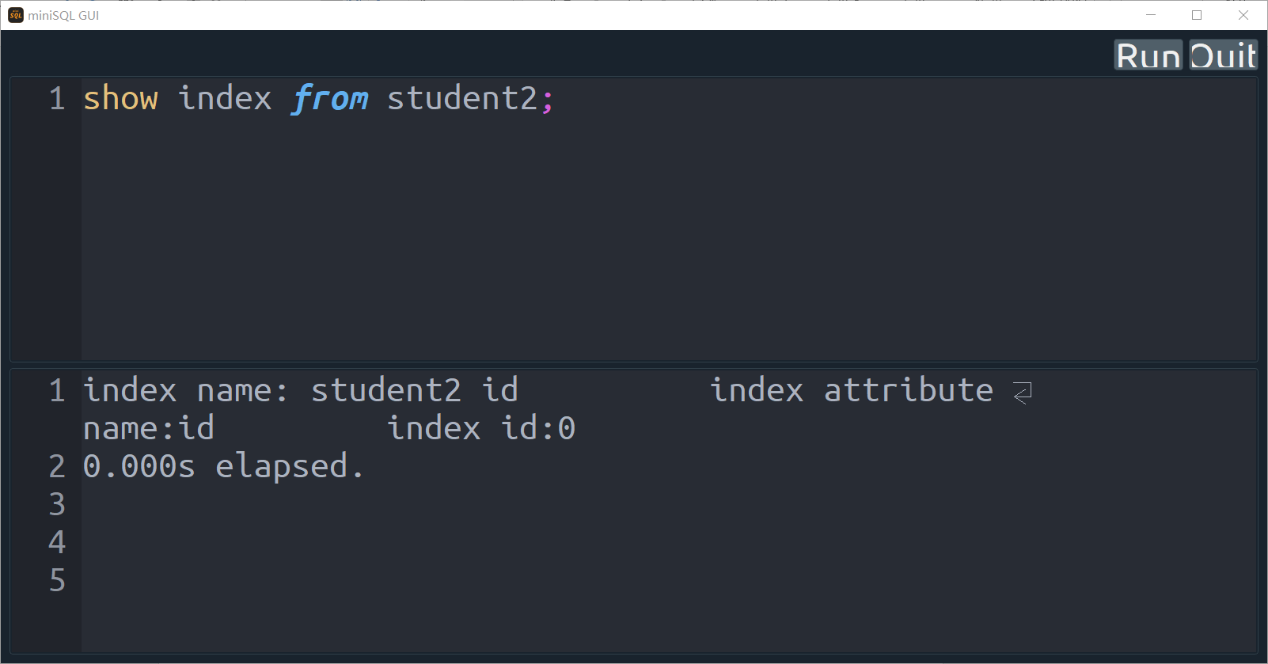 miniSQL GUI
Run Quit
1 show index from student2;
1 index name: student2 id index attribute
name:id index id:0
2 0.000s elapsed.
3
4
5